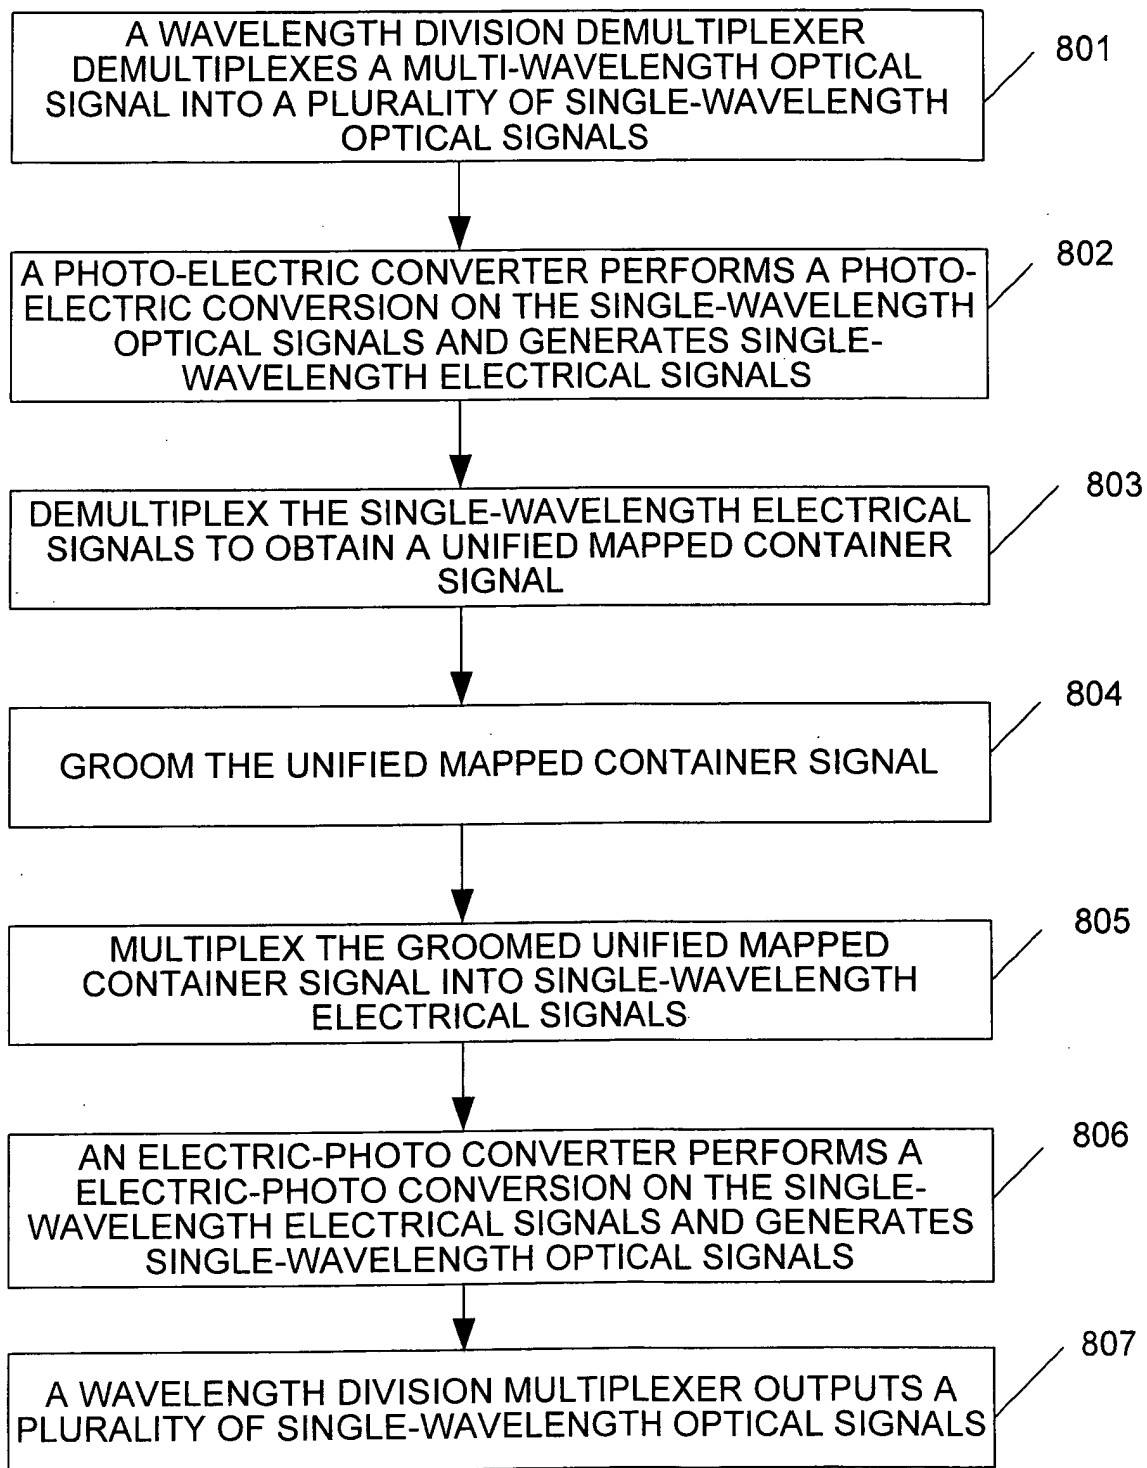 A WAVELENGTH DIVISION DEMULTIPLEXER
DEMULTIPLEXES A MULTI-WAVELENGTH OPTICAL
SIGNAL INTO A PLURALITY OF SINGLE-WAVELENGTH
OPTICAL SIGNALS
801
A PHOTO-ELECTRIC CONVERTER PERFORMS A PHOTO-
ELECTRIC CONVERSION ON THE SINGLE-WAVELENGTH
OPTICAL SIGNALS AND GENERATES SINGLE-
WAVELENGTH ELECTRICAL SIGNALS
802
DEMULTIPLEX THE SINGLE-WAVELENGTH ELECTRICAL
SIGNALS TO OBTAIN A UNIFIED MAPPED CONTAINER
SIGNAL
803
GROOM THE UNIFIED MAPPED CONTAINER SIGNAL
804
MULTIPLEX THE GROOMED UNIFIED MAPPED
CONTAINER SIGNAL INTO SINGLE-WAVELENGTH
ELECTRICAL SIGNALS
805
AN ELECTRIC-PHOTO CONVERTER PERFORMS A
ELECTRIC-PHOTO CONVERSION ON THE SINGLE-
WAVELENGTH ELECTRICAL SIGNALS AND GENERATES
SINGLE-WAVELENGTH OPTICAL SIGNALS
806
A WAVELENGTH DIVISION MULTIPLEXER OUTPUTS A
PLURALITY OF SINGLE-WAVELENGTH OPTICAL SIGNALS
807